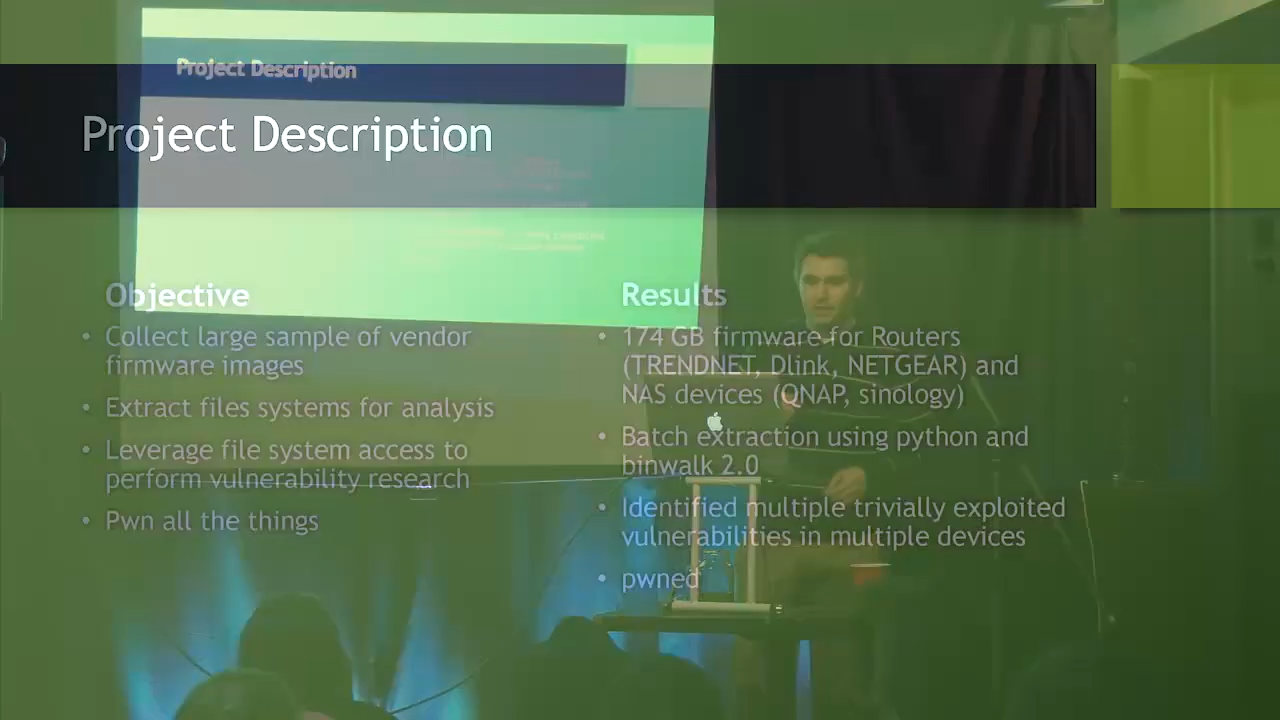 Project Description
Project Description
Objective
• Collect large sample of vendor
firmware images
• Extract files systems for analysis
• Leverage file system access to
perform vulnerability research
• Pwn all the things
Results
• 174 GB firmware for Routers
(TRENDNET, Dlink, NETGEAR) and
NAS devices (QNAP, sinology)
• Batch extraction using python and
binwalk 2.0
• Identified multiple trivially exploited
vulnerabilities in multiple devices
• pwned